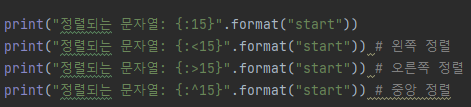 print("정렬되는 문자열: {:15}".format("start"))
print("정렬되는 문자열: {:<15}".format("start")) # 왼쪽 정렬
print("정렬되는 문자열: {:>15}".format("start")) # 오른쪽 정렬
print("정렬되는 문자열: {:^15}".format("start")) # 중앙 정렬